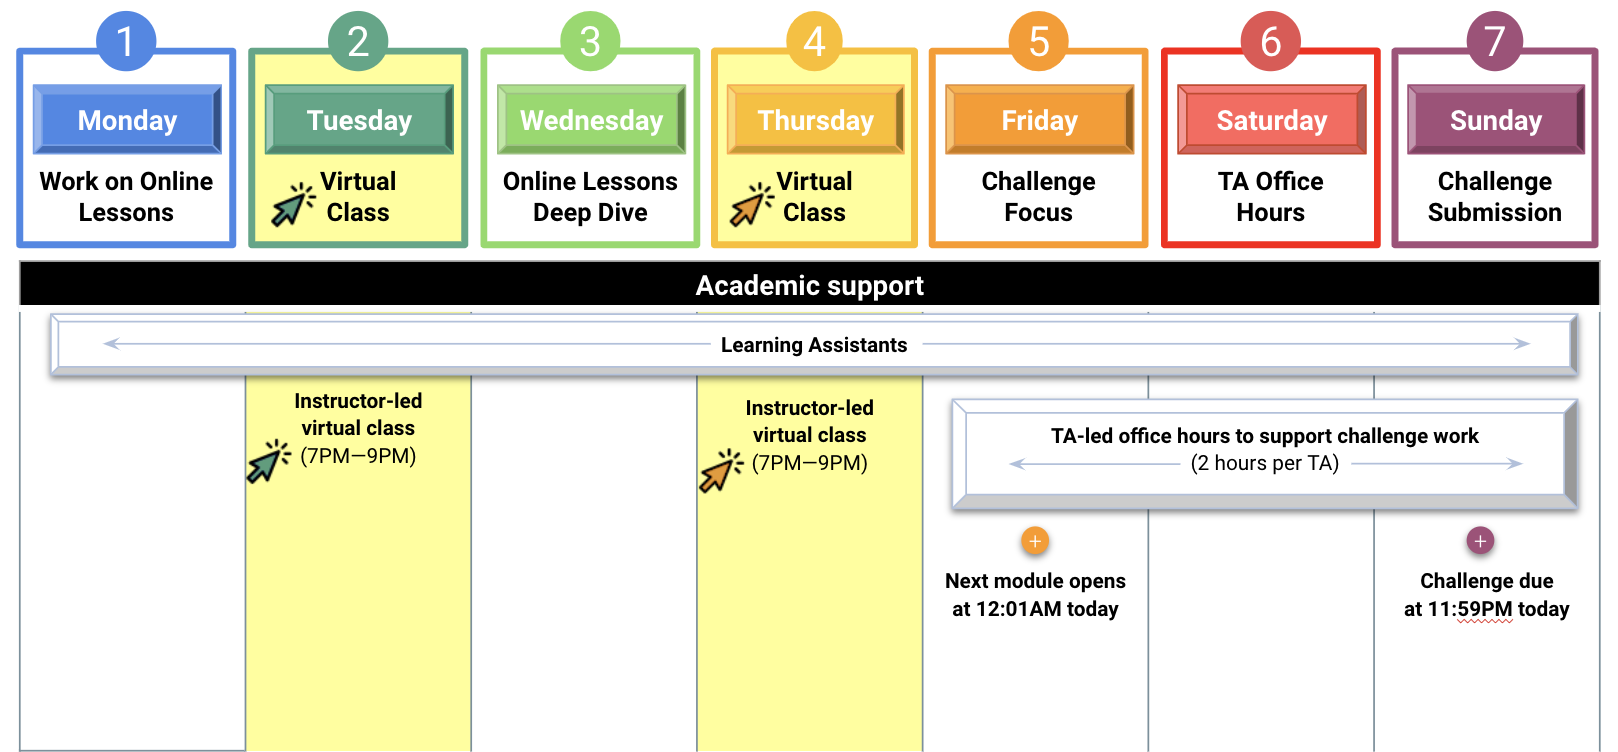 1
2
3
4
5
6
7
Monday
Tuesday
Wednesday
Thursday
Friday
Saturday
Sunday
Work on Online
Lessons
Virtual
Class
Online Lessons
Deep Dive
Virtual
Class
Challenge
Focus
TA Office
Hours
Challenge
Submission
Academic support
Learning Assistants
Instructor-led
virtual class
(7PM—9PM)
Instructor-led
virtual class
(7PM—9PM)
TA-led office hours to support challenge work
(2 hours per TA)
Next module opens
at 12:01AM today
Challenge due
at 11:59PM today